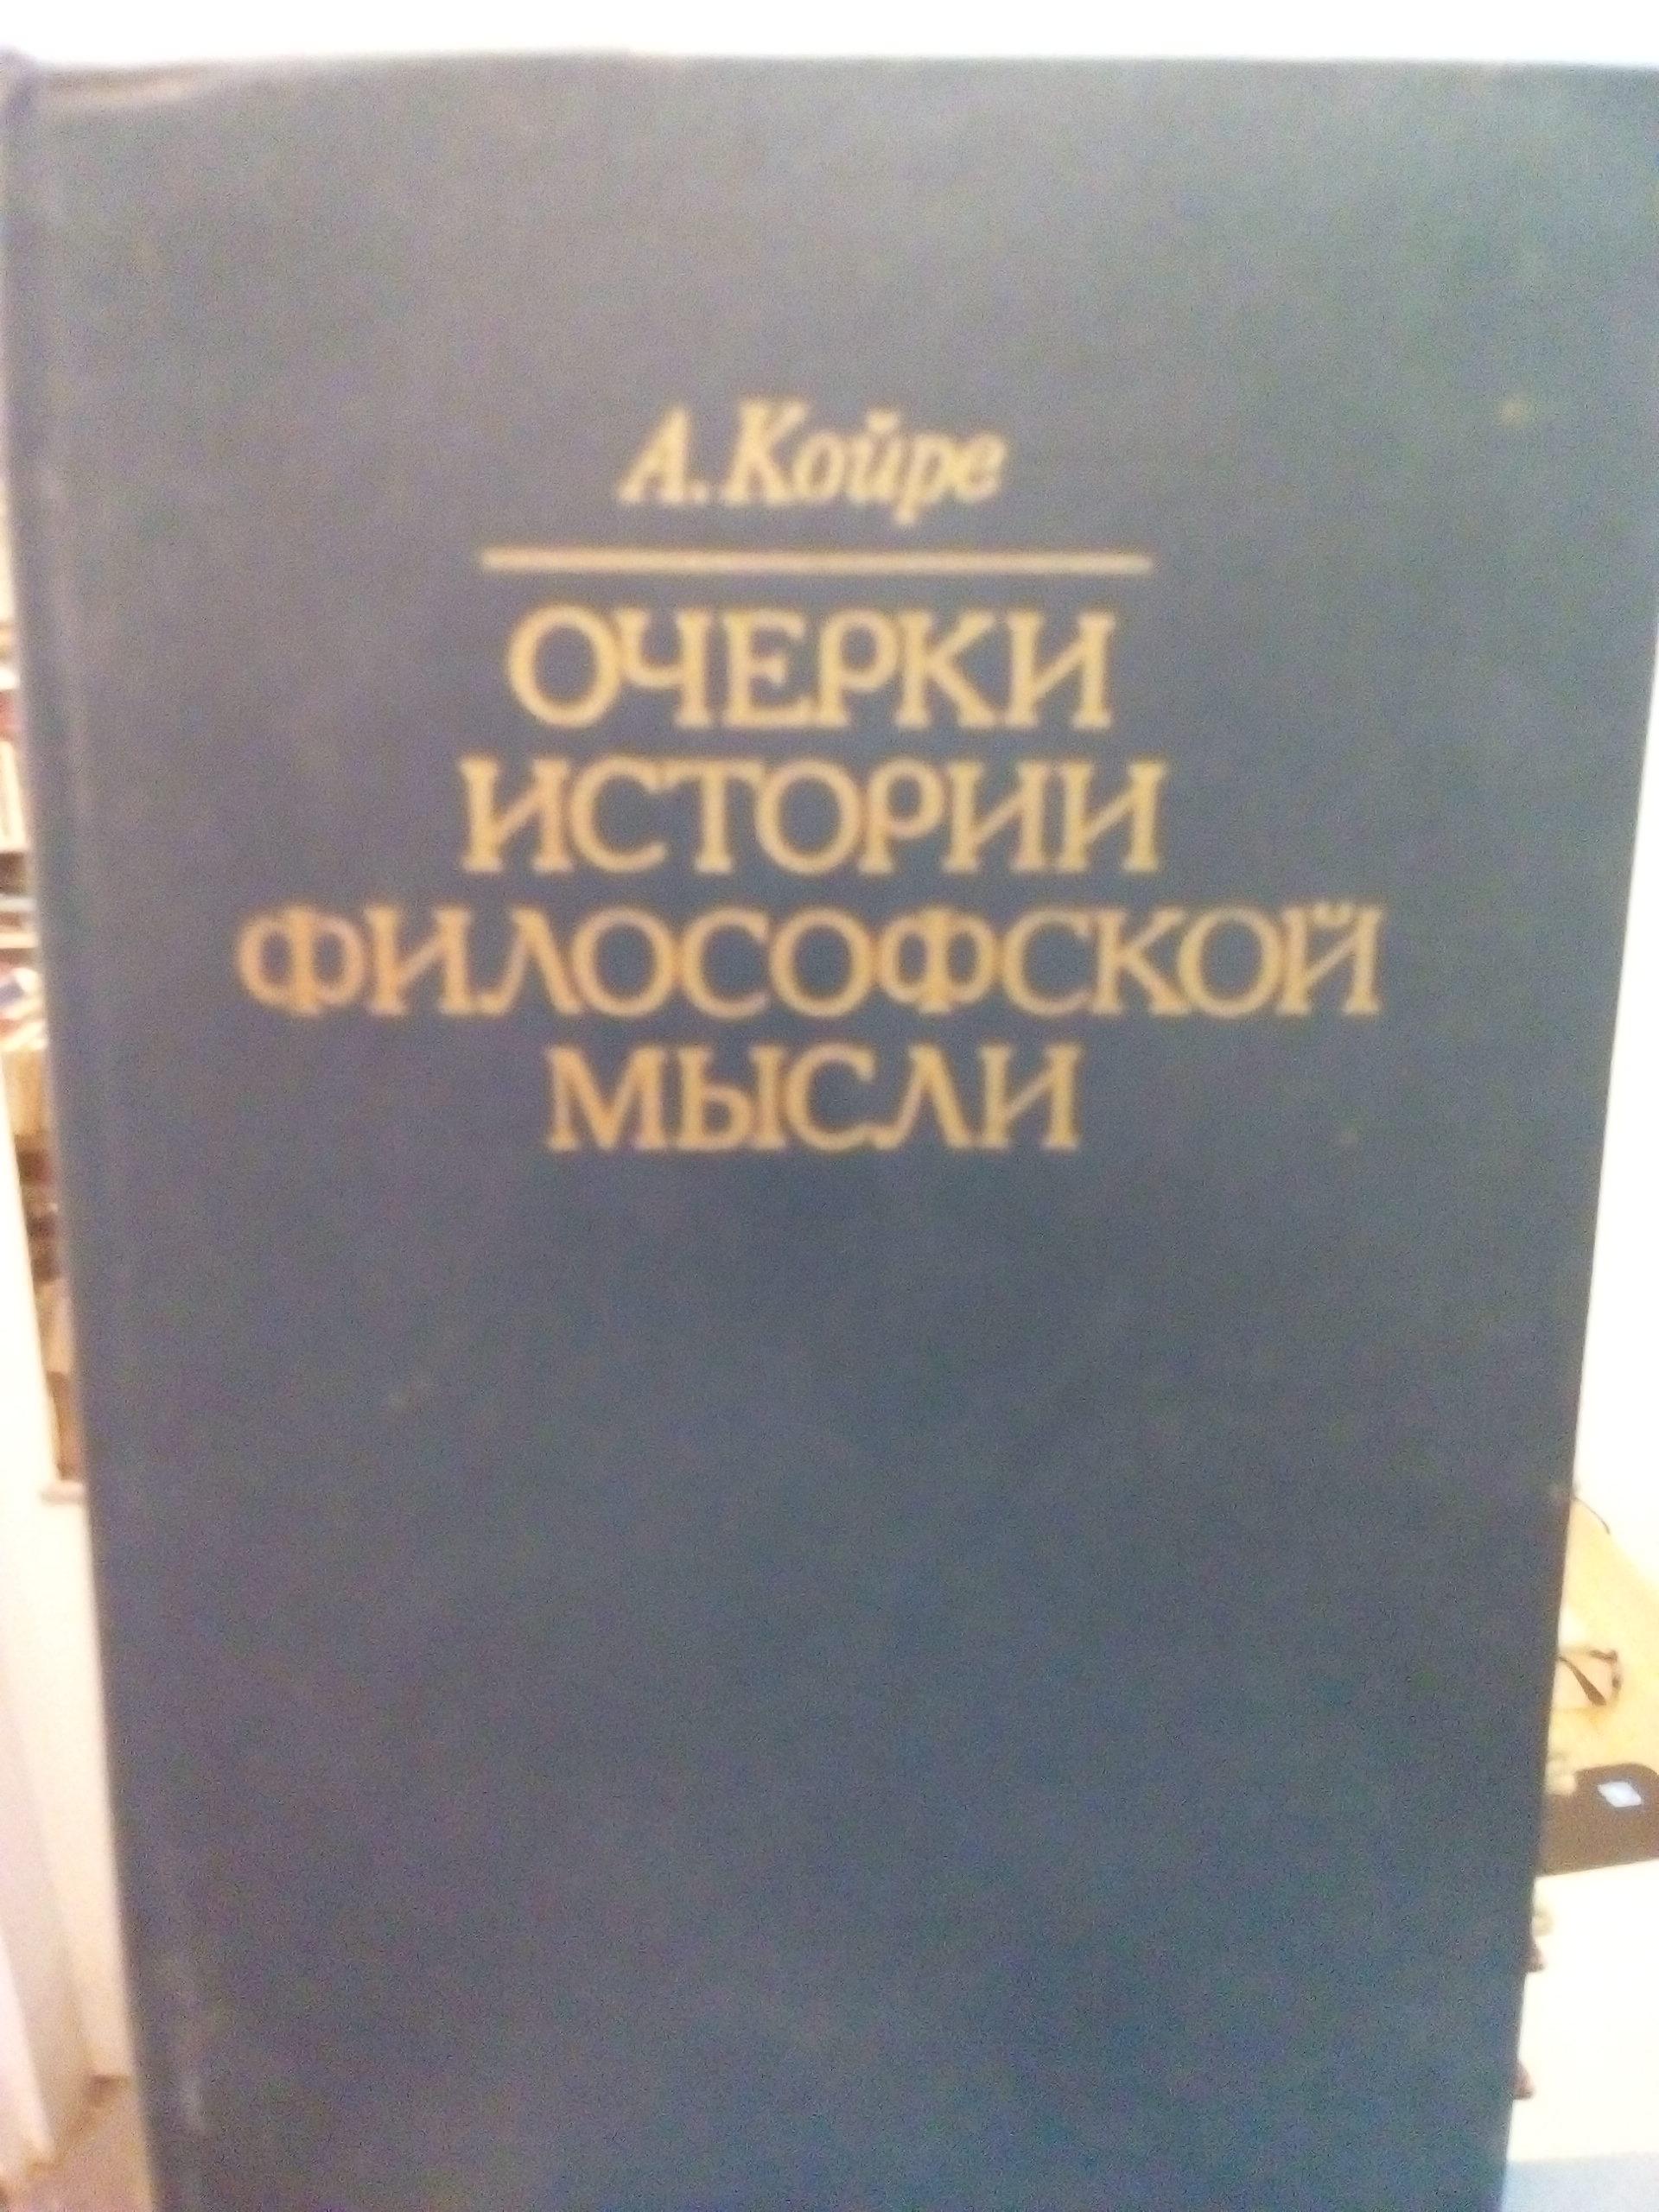 А. Койре
ОЧЕРКИ
ИСТОРИИ
ФИЛОСОФСКОЙ
МЫСЛИ